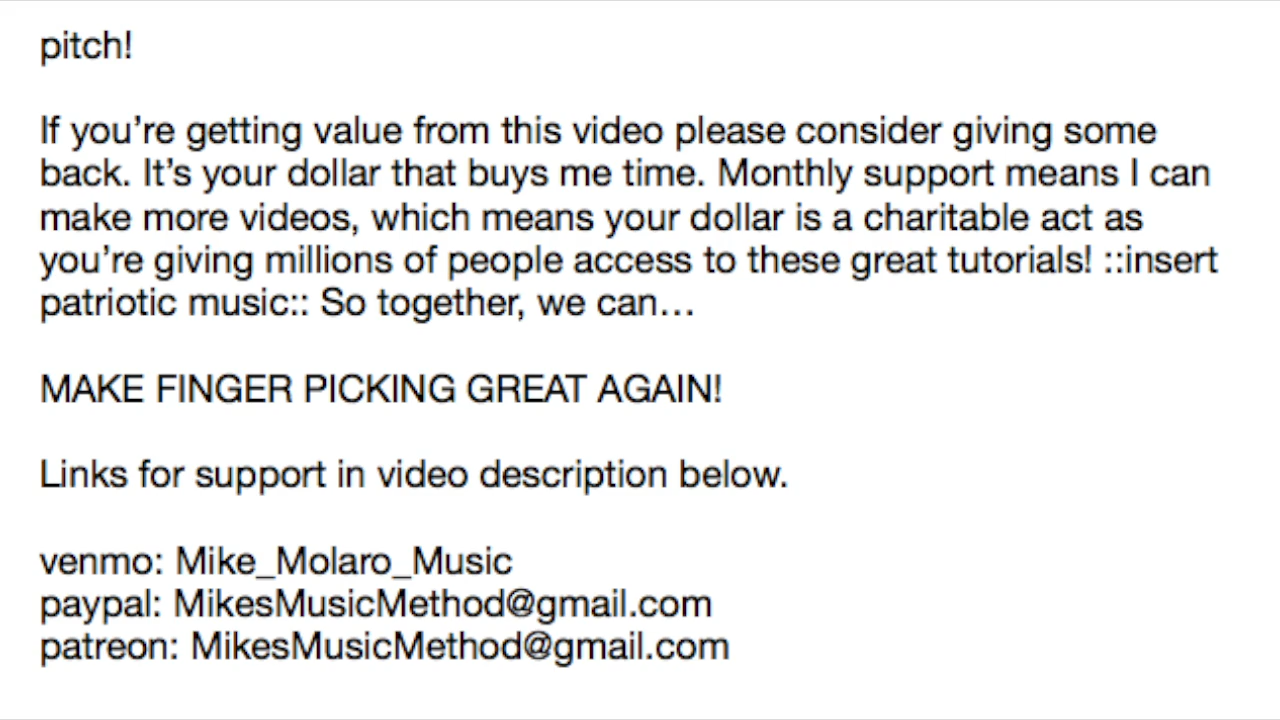 pitch!
If you’re getting value from this video please consider giving some
back. It’s your dollar that buys me time. Monthly support means I can
make more videos, which means your dollar is a charitable act as
you’re giving millions of people access to these great tutorials! ::insert
patriotic music:: So together, we can…
MAKE FINGER PICKING GREAT AGAIN!
Links for support in video description below.
venmo: Mike_Molaro_Music
paypal: MikesMusicMethod@gmail.com
patreon: MikesMusicMethod@gmail.com